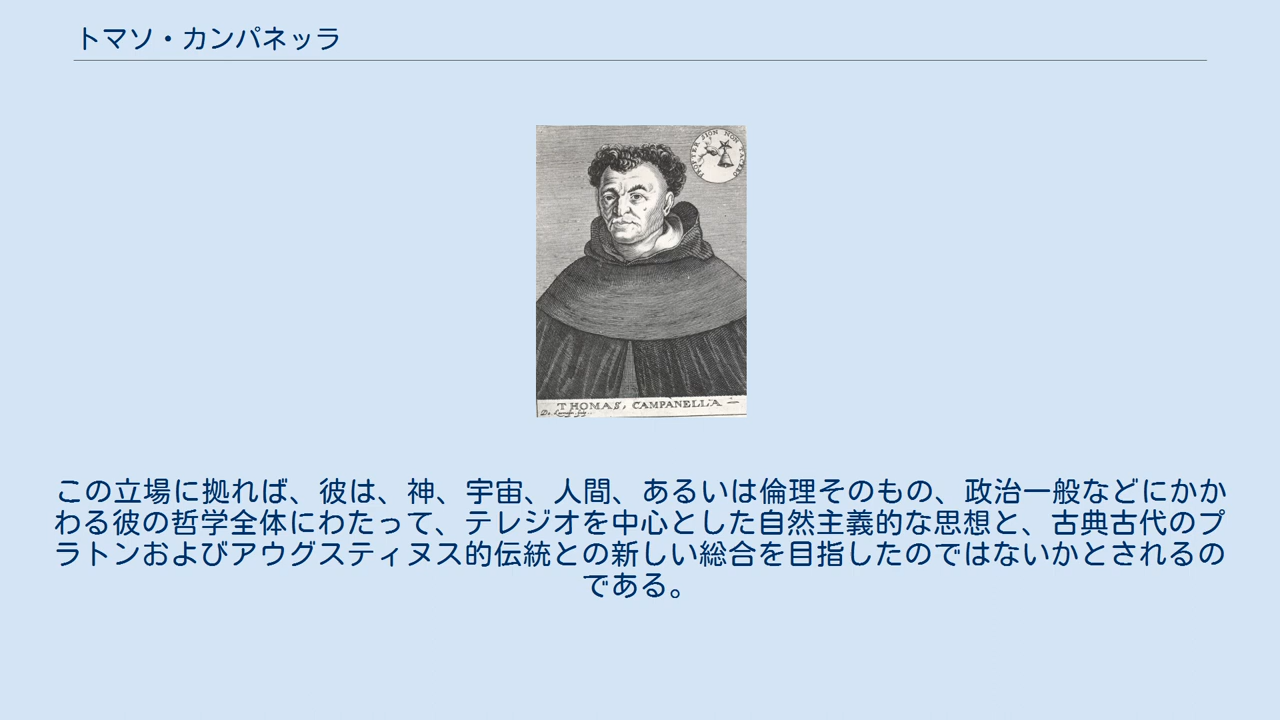 トマソ・カンパネッラ
PROPTER SION NON TACEBO
THOMAS, CAMPANELLA
この立場に拠れば、彼は、神、宇宙、人間、あるいは倫理そのもの、政治一般などにかか
わる彼の哲学全体にわたって、テレジオを中心とした自然主義的な思想と、古典古代のプ
ラトンおよびアウグスティヌス的伝統との新しい総合を目指したのではないかとされるの
である。